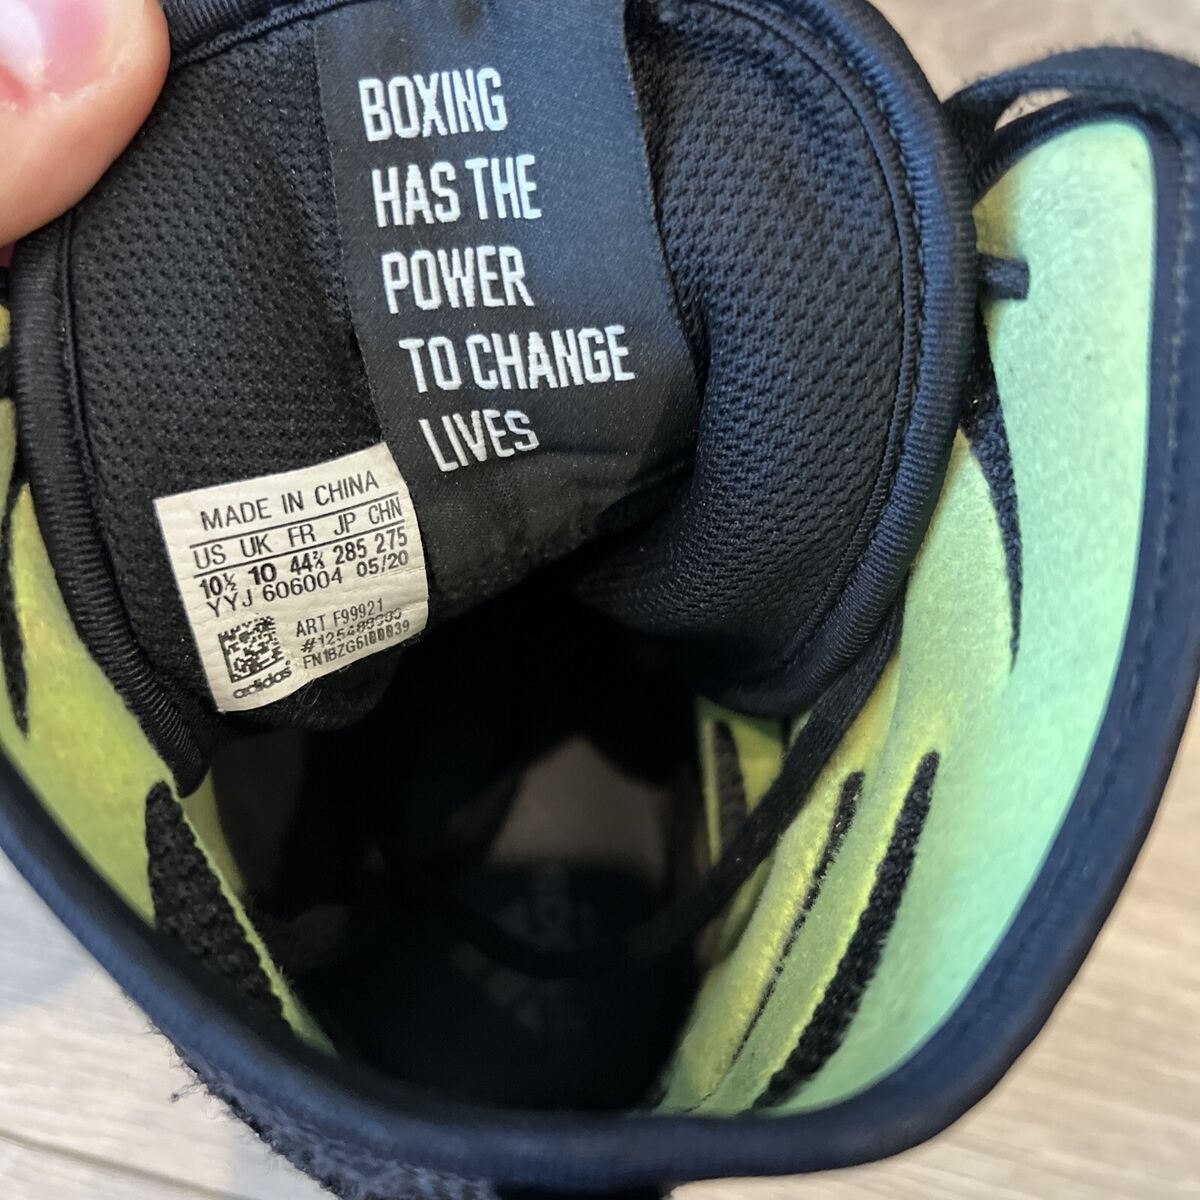 BOXING
HAS THE
POWER
TO CHANGE
LIVES
MADE IN CHINA
US UK FR JP CHN
10½ 10 44⅔ 285 275
YYJ 606004 05/20
ART F99921
FN18ZG6100039
adidas